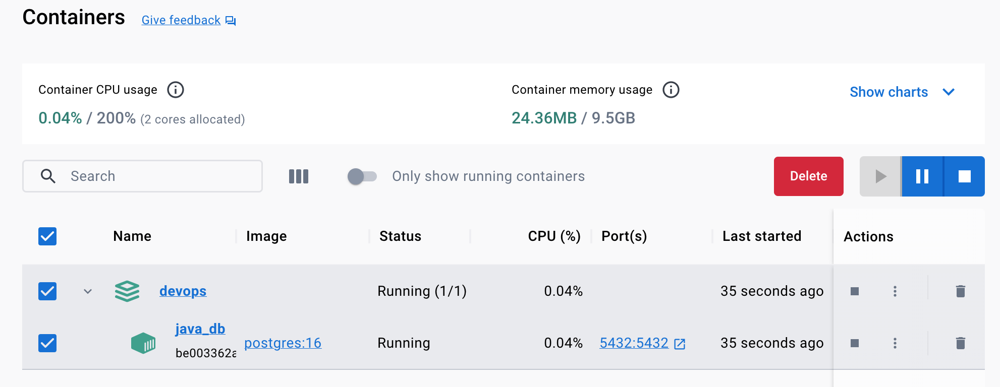 Containers Give feedback
Container CPU usage
0.04% / 200% (2 cores allocated)
Container memory usage
24.36MB / 9.5GB
Show charts
Search
Only show running containers
Delete
Name Image Status CPU (%) Port(s) Last started Actions
devops Running (1/1) 0.04% 35 seconds ago
java_db
be003362a
postgres:16 Running 0.04% 5432:5432 35 seconds ago